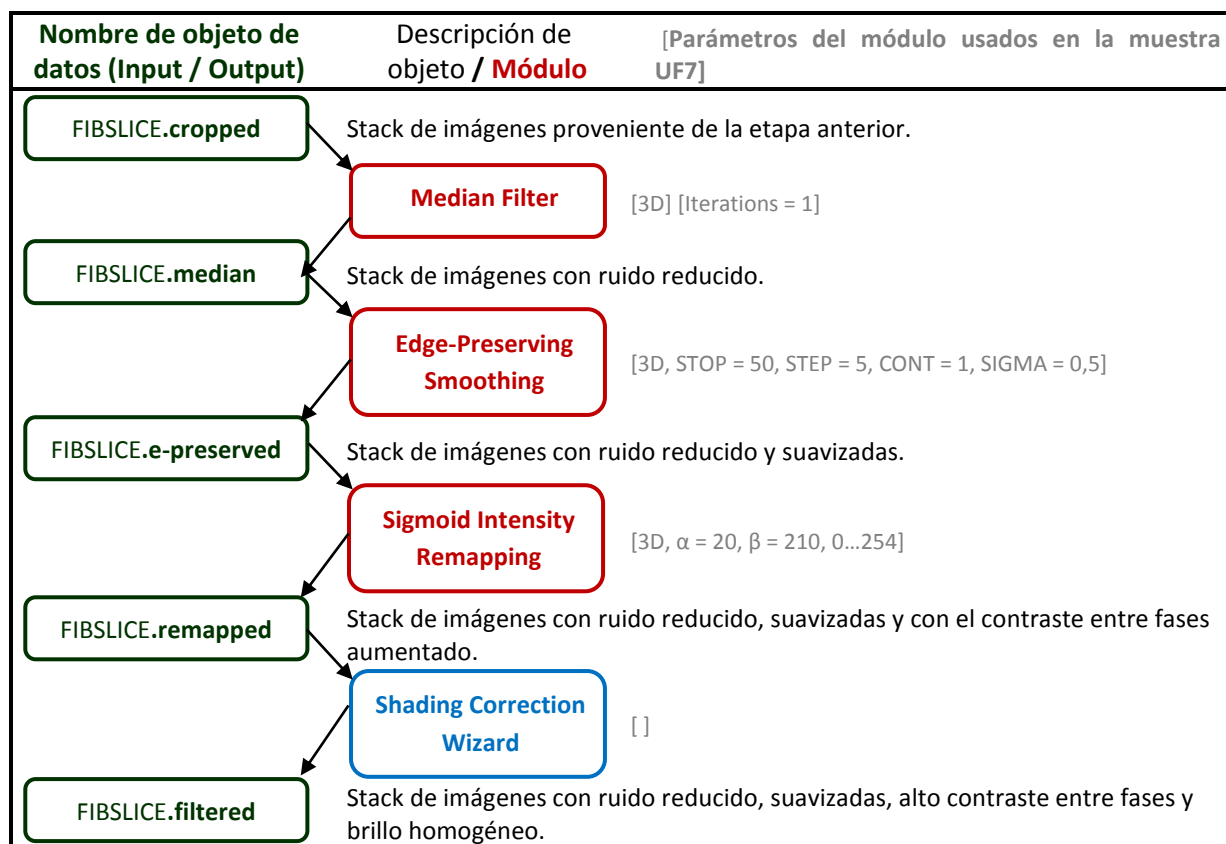 Nombre de objeto de
datos (Input / Output)
Descripción de
objeto / Módulo
[Parámetros del módulo usados en la muestra
UF7]
FIBSLICE.cropped
Stack de imágenes proveniente de la etapa anterior.
Median Filter
[3D] [Iterations = 1]
FIBSLICE.median
Stack de imágenes con ruido reducido.
Edge-Preserving
Smoothing
[3D, STOP = 50, STEP = 5, CONT = 1, SIGMA = 0,5]
FIBSLICE.e-preserved
Stack de imágenes con ruido reducido y suavizadas.
Sigmoid Intensity
Remapping
[3D, α = 20, β = 210, 0...254]
FIBSLICE.remapped
Stack de imágenes con ruido reducido, suavizadas y con el contraste entre fases
aumentado.
Shading Correction
Wizard
[ ]
FIBSLICE.filtered
Stack de imágenes con ruido reducido, suavizadas, alto contraste entre fases y
brillo homogéneo.